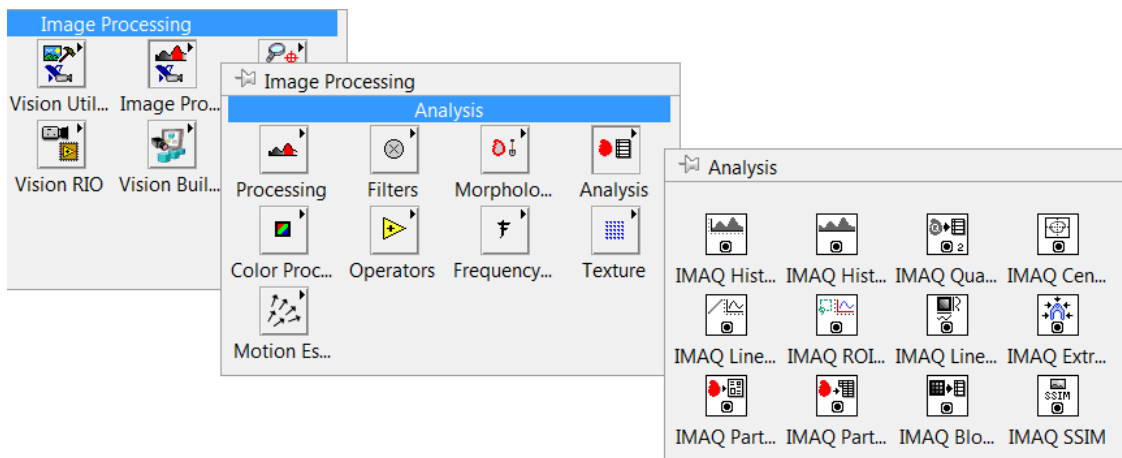 Image Processing
Vision Util... Image Pro...
Vision RIO Vision Buil...
Image Processing
Analysis
Processing Filters Morpholo... Analysis
Color Proc... Operators Frequency... Texture
Motion Es...
Analysis
IMAQ Hist... IMAQ Hist... IMAQ Qua... IMAQ Cen...
IMAQ Line... IMAQ ROI... IMAQ Line... IMAQ Extr...
SSIM
IMAQ Part... IMAQ Part... IMAQ Blo... IMAQ SSIM